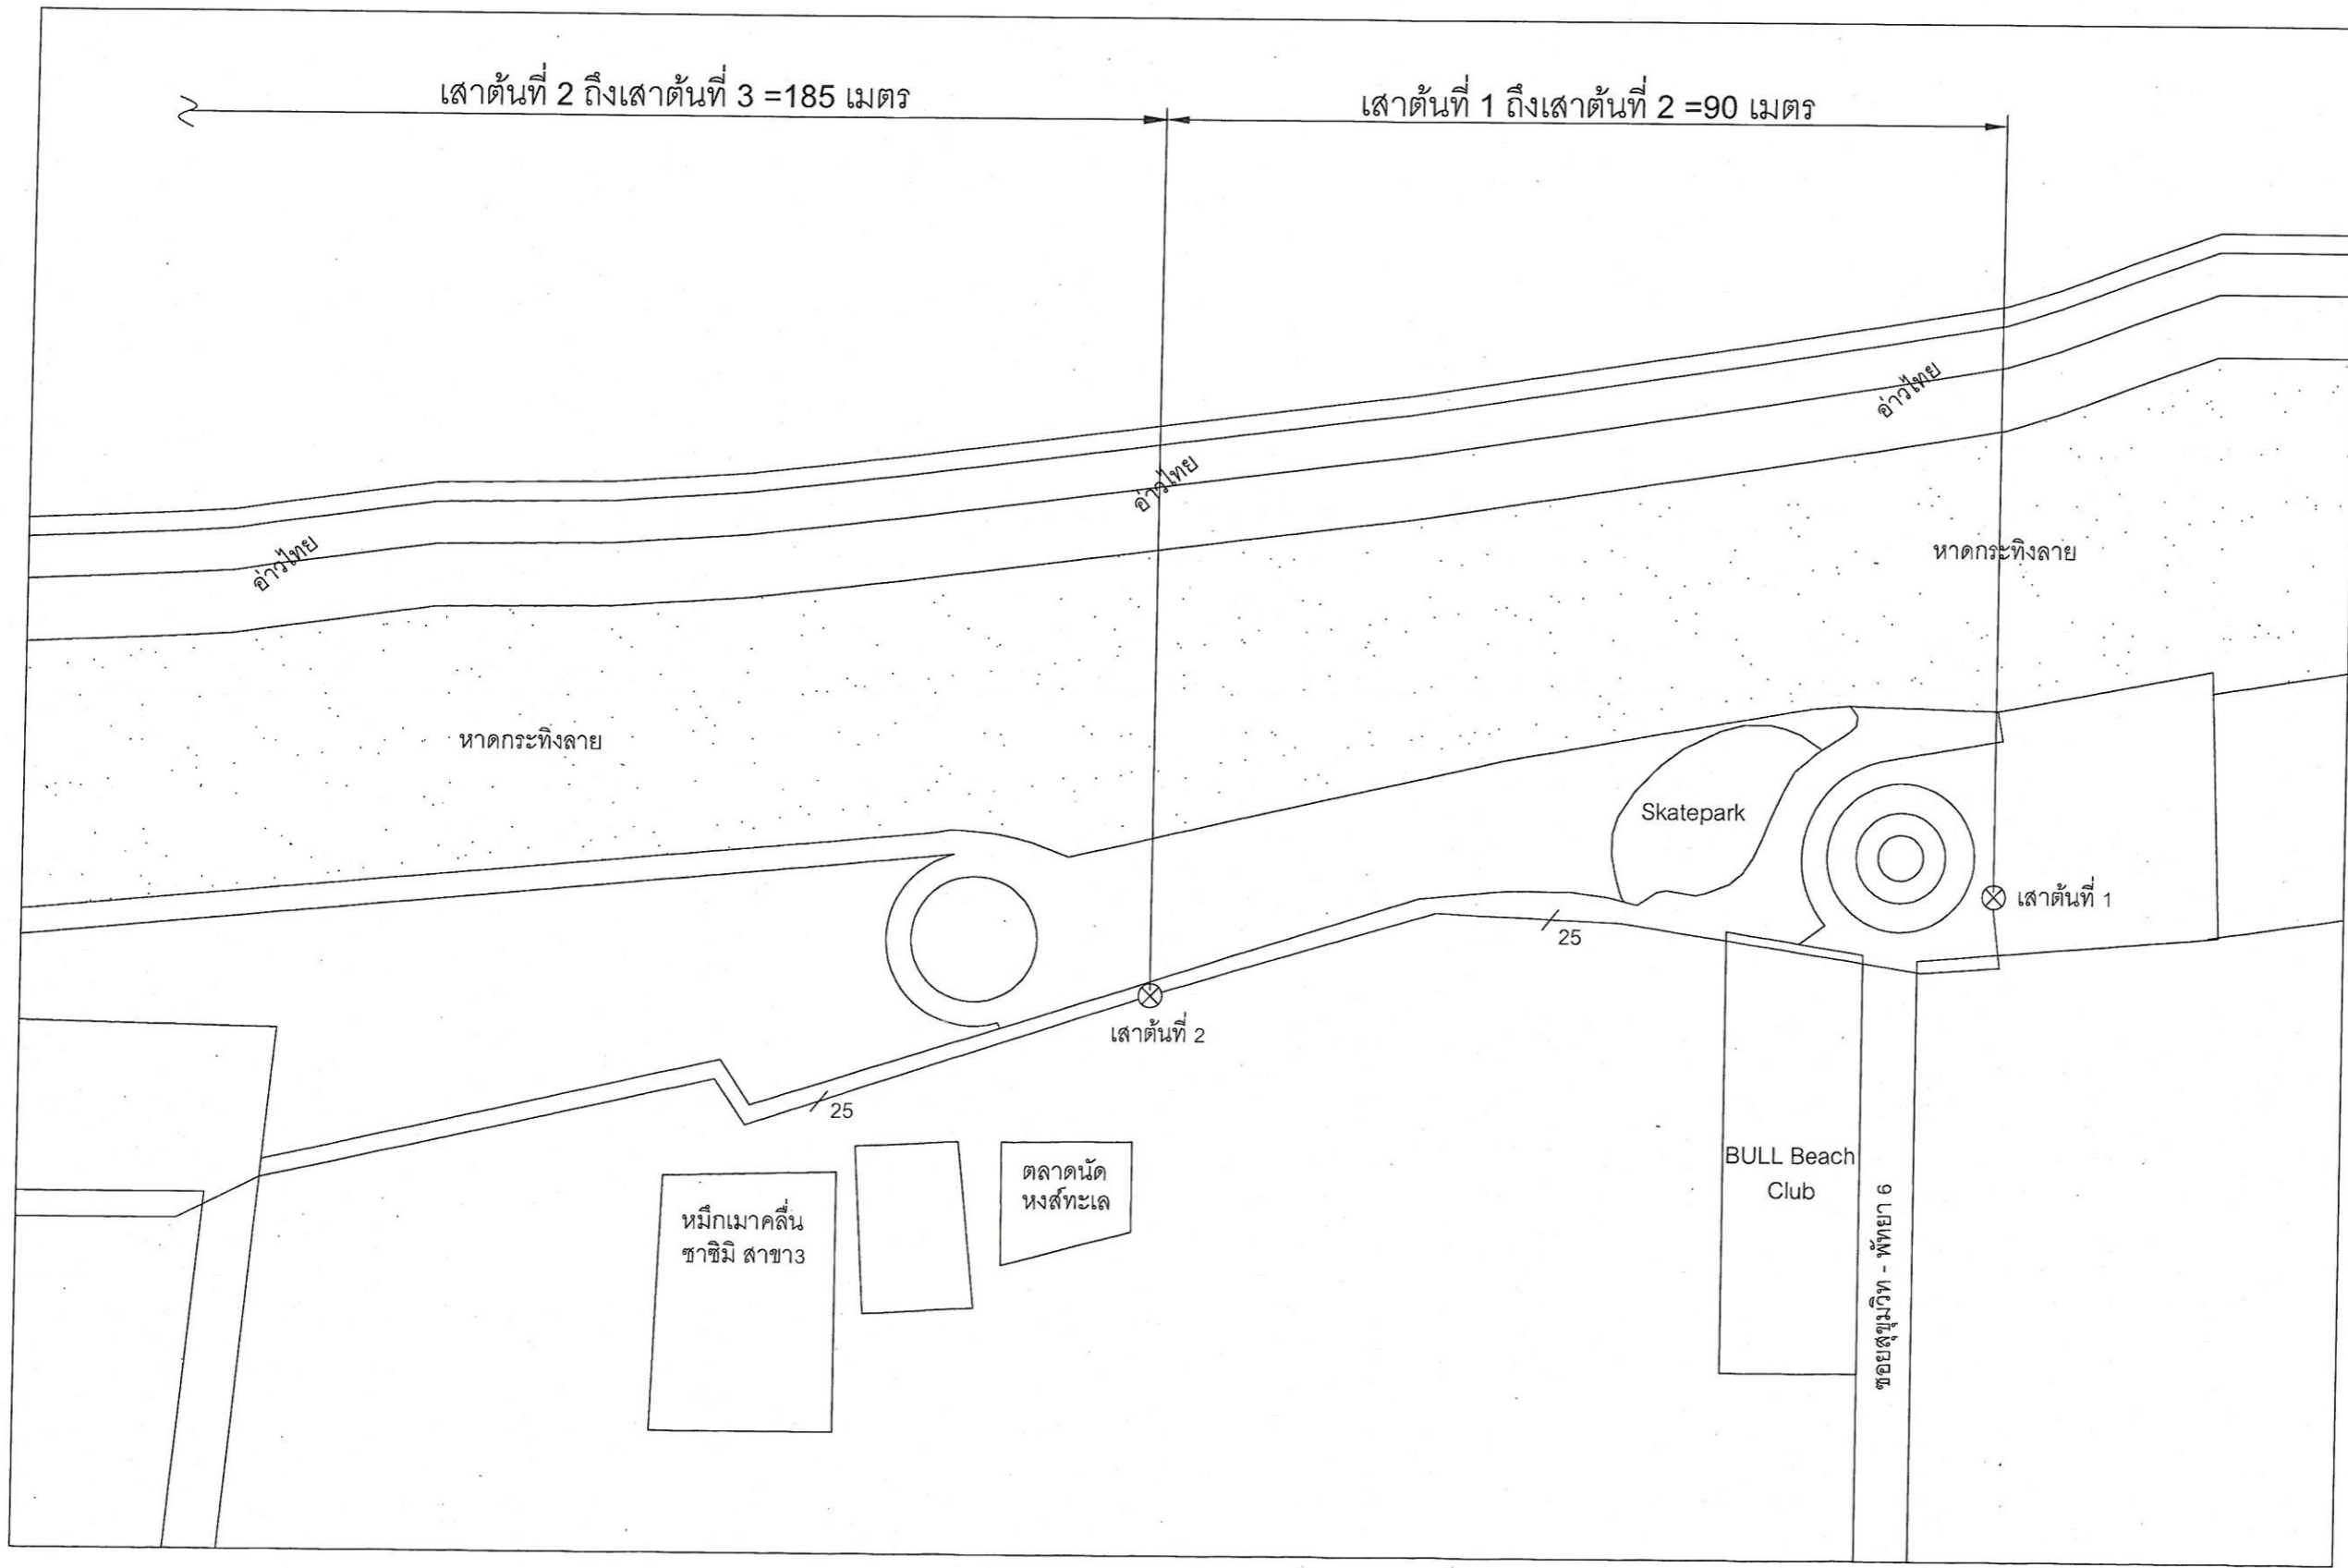 เสาต้นที่ 2 ถึงเสาต้นที่ 3 =185 เมตร
เสาต้นที่ 1 ถึงเสาต้นที่ 2 =90 เมตร
อ่าวไทย
อ่าวไทย
อ่าวไทย
หาดกระทิงลาย
หาดกระทิงลาย
Skatepark
เสาต้นที่ 1
25
เสาต้นที่ 2
25
ตลาดนัด
หงส์ทะเล
หมึกเมาคลื่น
ซาซิมิ สาขา3
BULL Beach
Club
ซอยสุขุมวิท - พัทยา 6